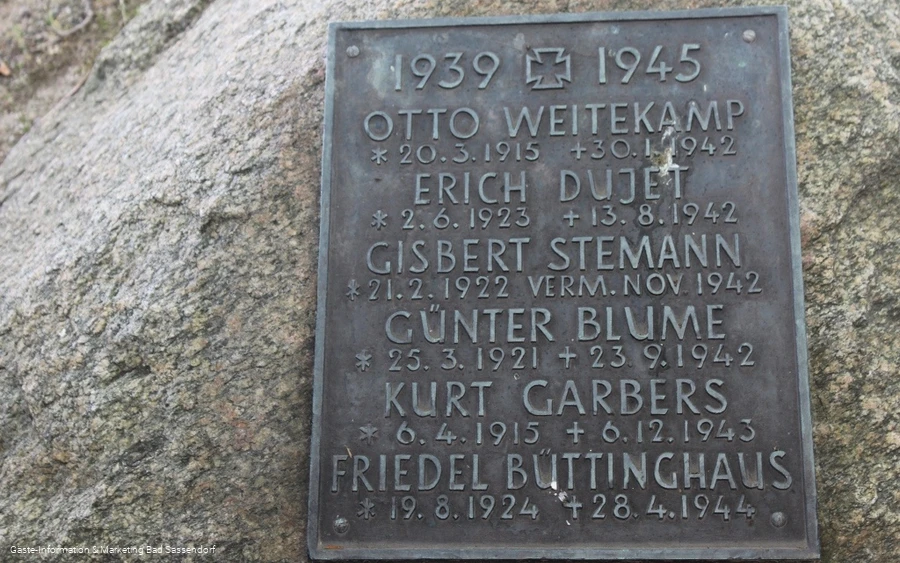 1939 1945
OTTO WEITEKAMP
* 20.3.1915 +30.1.1942
ERICH DUJET
* 2.6.1923 + 13.8.1942
GISBERT STEMANN
*21.2.1922 VERM. NOV. 1942
GÜNTER BLUME
* 25.3.1921 + 23.9.1942
KURT GARBERS
* 6.4.1915 + 6.12.1943
FRIEDEL BÜTTINGHAUS
* 19.8.1924 + 28.4.1944
Gäste-Information & Marketing Bad Sassendorf